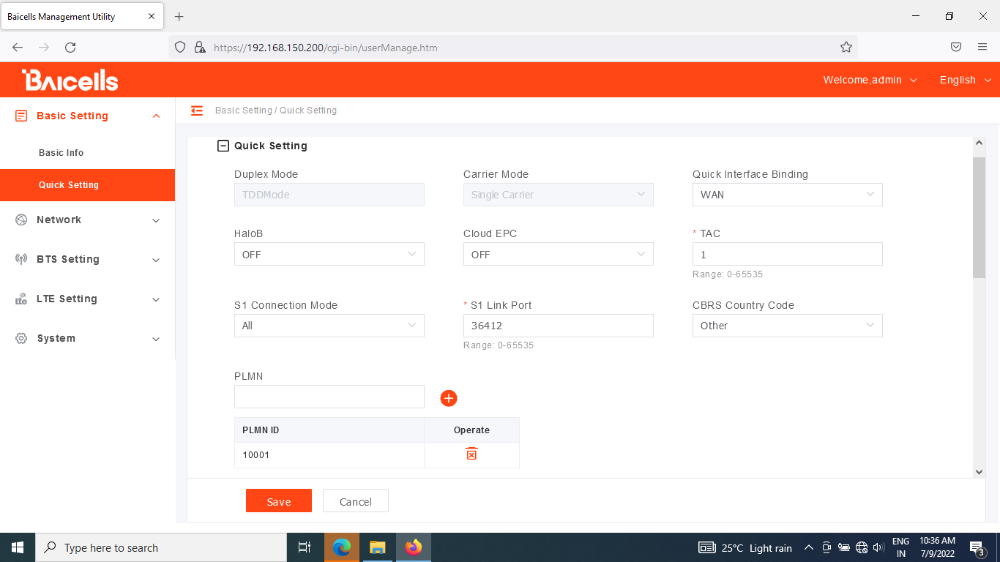 Baicells Management Utility
https://192.168.150.200/cgi-bin/userManage.htm
BAICELLS
Welcome,admin
English
Basic Setting
Basic Info
Quick Setting
Network
BTS Setting
LTE Setting
System
Basic Setting / Quick Setting
Quick Setting
Duplex Mode
Carrier Mode
Quick Interface Binding
TDDMode
Single Carrier
WAN
HaloB
Cloud EPC
* TAC
OFF
OFF
1
Range: 0-65535
S1 Connection Mode
* S1 Link Port
CBRS Country Code
All
36412
Other
Range: 0-65535
PLMN
PLMN ID
Operate
10001
Save
Cancel
Type here to search
25°C Light rain
ENG
IN
10:36 AM
7/9/2022
3